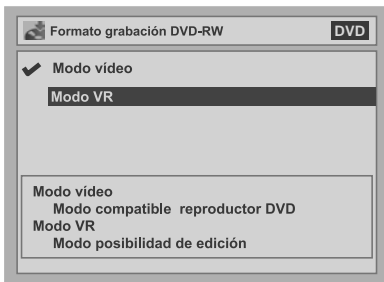 Formato grabación DVD-RW DVD
Modo vídeo
Modo VR
Modo vídeo
Modo compatible reproductor DVD
Modo VR
Modo posibilidad de edición